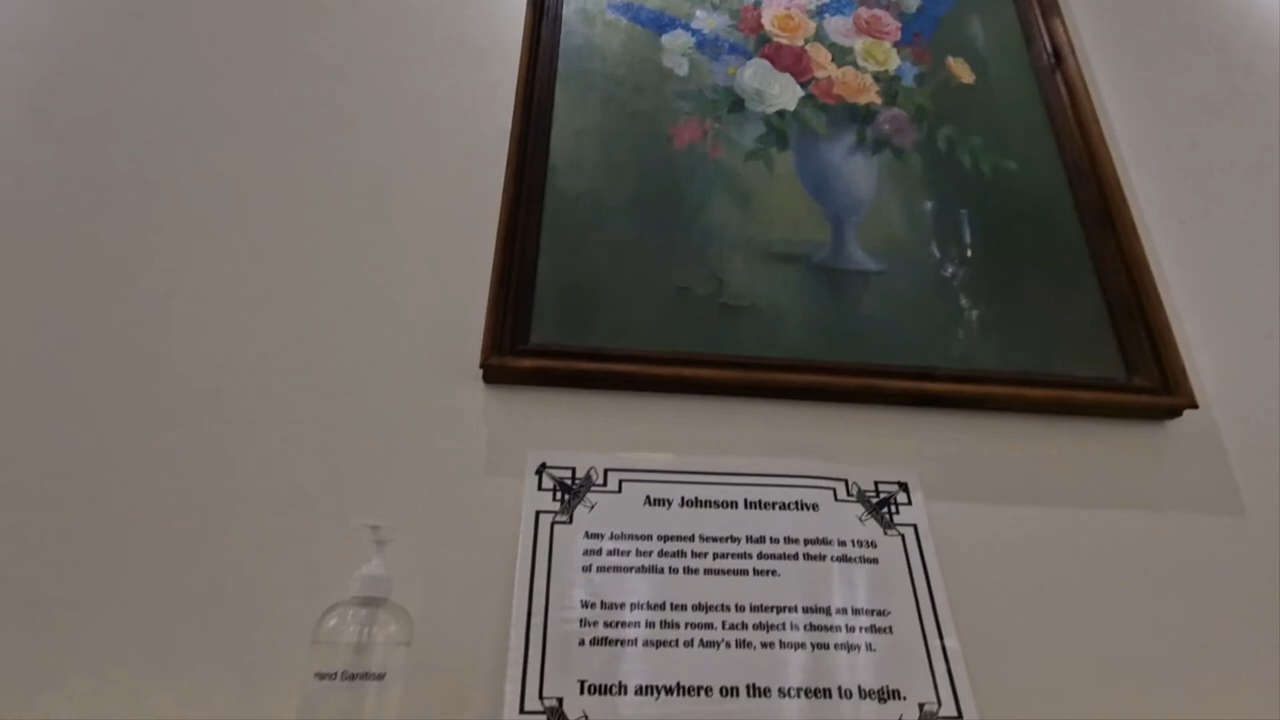 Amy Johnson Interactive
Amy Johnson opened Sewerby Hall to the public in 1936
and after her death her parents donated their collection
of memorabilia to the museum here.
We have picked ten objects to interpret using an interac-
tive screen in this room. Each object is chosen to reflect
a different aspect of Amy's life, we hope you enjoy it.
Touch anywhere on the screen to begin.
Hand Sanitiser